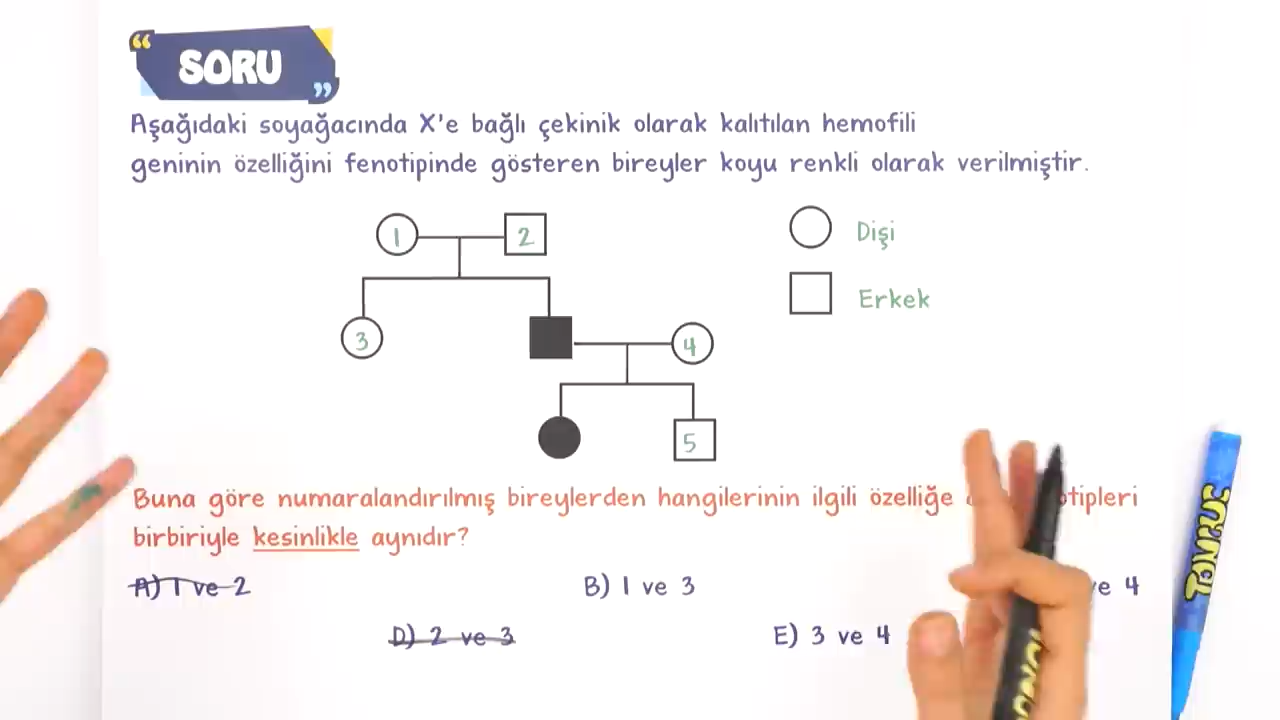 “ SORU ”
Aşağıdaki soyağacında X'e bağlı çekinik olarak kalıtılan hemofili
geninin özelliğini fenotipinde gösteren bireyler koyu renkli olarak verilmiştir.
1 2
Dişi
Erkek
3 4
5
Buna göre numaralandırılmış bireylerden hangilerinin ilgili özelliğe
birbiriyle kesinlikle aynıdır?
A) 1 ve 2 B) 1 ve 3 ve 4
D) 2 ve 3 E) 3 ve 4
TONGUÇ